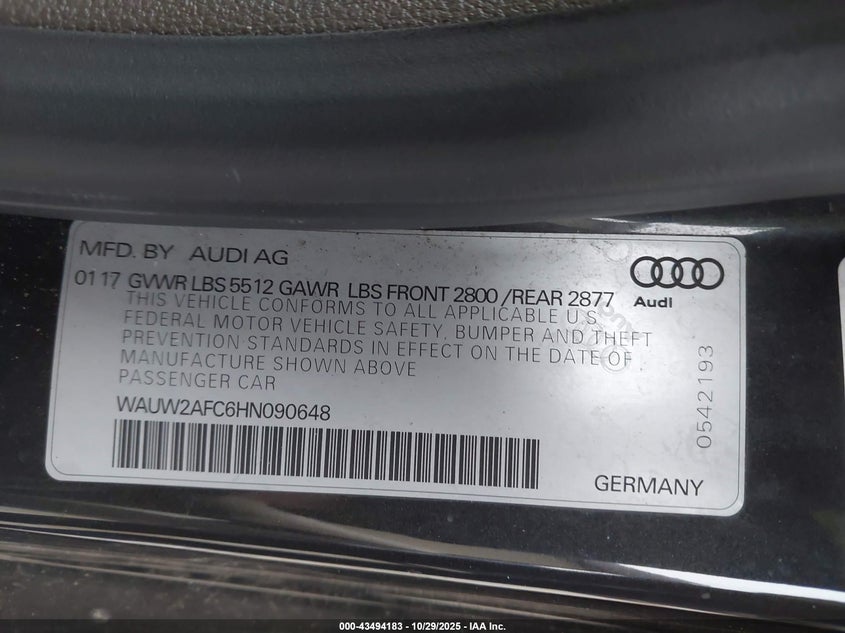 MFD. BY AUDI AG
01 17 GVWR LBS 5512 GAWR LBS FRONT 2800 /REAR 2877
THIS VEHICLE CONFORMS TO ALL APPLICABLE U.S
FEDERAL MOTOR VEHICLE SAFETY, BUMPER AND THEFT
PREVENTION STANDARDS IN EFFECT ON THE DATE OF
MANUFACTURE SHOWN ABOVE
PASSENGER CAR
WAUW2AFC6HN090648
Audi
0542193
GERMANY
000-43494183 - 10/29/2025 - IAA Inc.